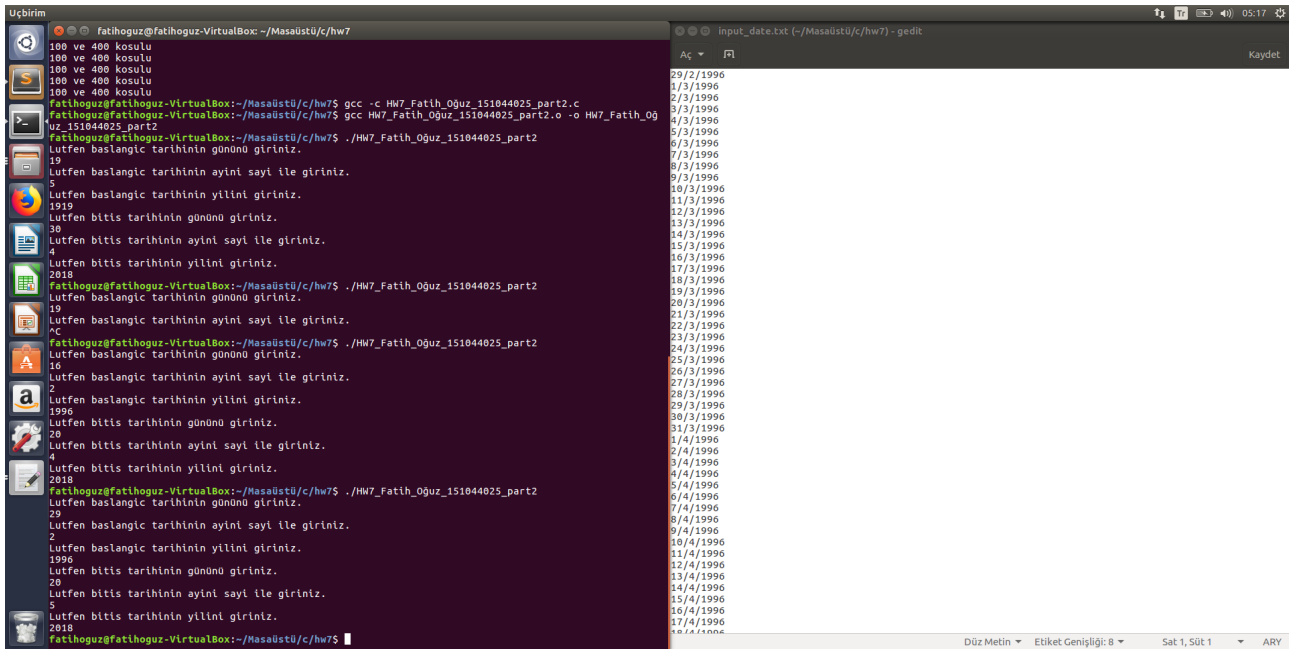 Uçbirim
Tr
05:17
fatihoguz@fatihoguz-VirtualBox: ~/Masaüstü/c/hw7
100 ve 400 kosulu
100 ve 400 kosulu
100 ve 400 kosulu
100 ve 400 kosulu
100 ve 400 kosulu
fatihoguz@fatihoguz-VirtualBox:~/Masaüstü/c/hw7$ gcc -c HW7_Fatih_Oğuz_151044025_part2.c
fatihoguz@fatihoguz-VirtualBox:~/Masaüstü/c/hw7$ gcc HW7_Fatih_Oğuz_151044025_part2.o -o HW7_Fatih_Oğ
uz_151044025_part2
fatihoguz@fatihoguz-VirtualBox:~/Masaüstü/c/hw7$ ./HW7_Fatih_Oğuz_151044025_part2
Lutfen baslangic tarihinin gününü giriniz.
19
Lutfen baslangic tarihinin ayini sayi ile giriniz.
5
Lutfen baslangic tarihinin yilini giriniz.
1919
Lutfen bitis tarihinin gününü giriniz.
30
Lutfen bitis tarihinin ayini sayi ile giriniz.
4
Lutfen bitis tarihinin yilini giriniz.
2018
fatihoguz@fatihoguz-VirtualBox:~/Masaüstü/c/hw7$ ./HW7_Fatih_Oğuz_151044025_part2
Lutfen baslangic tarihinin gününü giriniz.
19
Lutfen baslangic tarihinin ayini sayi ile giriniz.
^C
fatihoguz@fatihoguz-VirtualBox:~/Masaüstü/c/hw7$ ./HW7_Fatih_Oğuz_151044025_part2
Lutfen baslangic tarihinin gününü giriniz.
16
Lutfen baslangic tarihinin ayini sayi ile giriniz.
2
Lutfen baslangic tarihinin yilini giriniz.
1996
Lutfen bitis tarihinin gününü giriniz.
20
Lutfen bitis tarihinin ayini sayi ile giriniz.
4
Lutfen bitis tarihinin yilini giriniz.
2018
fatihoguz@fatihoguz-VirtualBox:~/Masaüstü/c/hw7$ ./HW7_Fatih_Oğuz_151044025_part2
Lutfen baslangic tarihinin gününü giriniz.
29
Lutfen baslangic tarihinin ayini sayi ile giriniz.
2
Lutfen baslangic tarihinin yilini giriniz.
1996
Lutfen bitis tarihinin gününü giriniz.
20
Lutfen bitis tarihinin ayini sayi ile giriniz.
5
Lutfen bitis tarihinin yilini giriniz.
2018
fatihoguz@fatihoguz-VirtualBox:~/Masaüstü/c/hw7$
input_date.txt (~/Masaüstü/c/hw7) - gedit
Aç
Kaydet
29/2/1996
1/3/1996
2/3/1996
3/3/1996
4/3/1996
5/3/1996
6/3/1996
7/3/1996
8/3/1996
9/3/1996
10/3/1996
11/3/1996
12/3/1996
13/3/1996
14/3/1996
15/3/1996
16/3/1996
17/3/1996
18/3/1996
19/3/1996
20/3/1996
21/3/1996
22/3/1996
23/3/1996
24/3/1996
25/3/1996
26/3/1996
27/3/1996
28/3/1996
29/3/1996
30/3/1996
31/3/1996
1/4/1996
2/4/1996
3/4/1996
4/4/1996
5/4/1996
6/4/1996
7/4/1996
8/4/1996
9/4/1996
10/4/1996
11/4/1996
12/4/1996
13/4/1996
14/4/1996
15/4/1996
16/4/1996
17/4/1996
18/4/1996
Düz Metin
Etiket Genişliği: 8
Sat 1, Süt 1
ARY